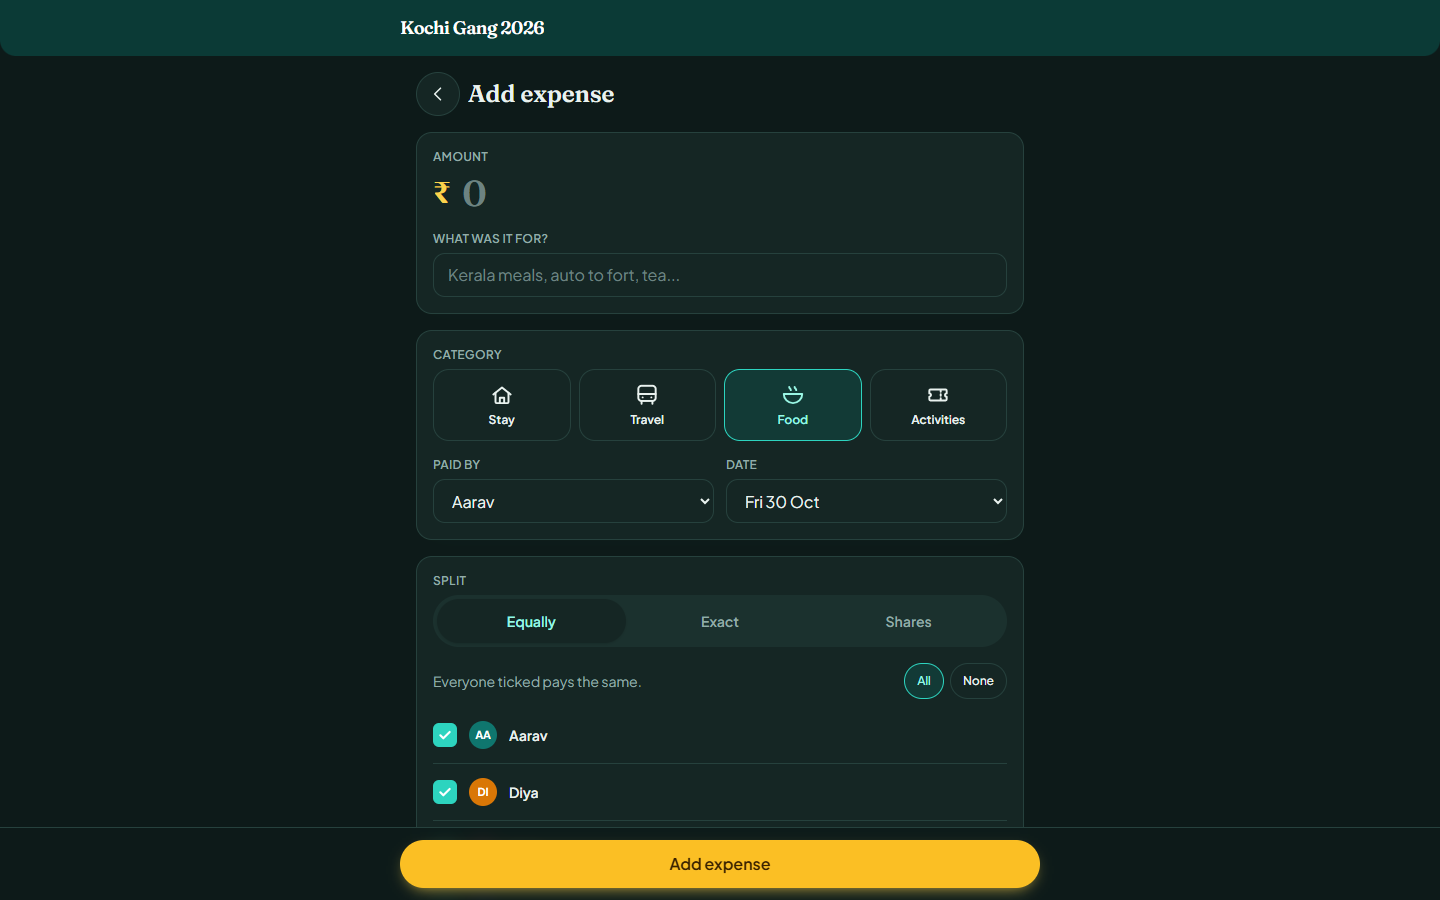 Kochi Gang 2026
Add expense
AMOUNT
₹ 0
WHAT WAS IT FOR?
Kerala meals, auto to fort, tea...
CATEGORY
Stay Travel Food Activities
PAID BY DATE
Aarav Fri 30 Oct
SPLIT
Equally Exact Shares
Everyone ticked pays the same. All None
AA Aarav
DI Diya
Add expense